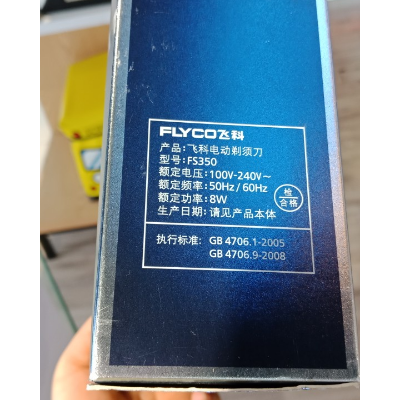 FLYCO飞科
产品: 飞科电动剃须刀
型号: FS350
额定电压: 100V-240V～
额定频率: 50Hz / 60Hz
额定功率: 8W
检
合格
生产日期: 请见产品本体
执行标准: GB 4706.1-2005
GB 4706.9-2008